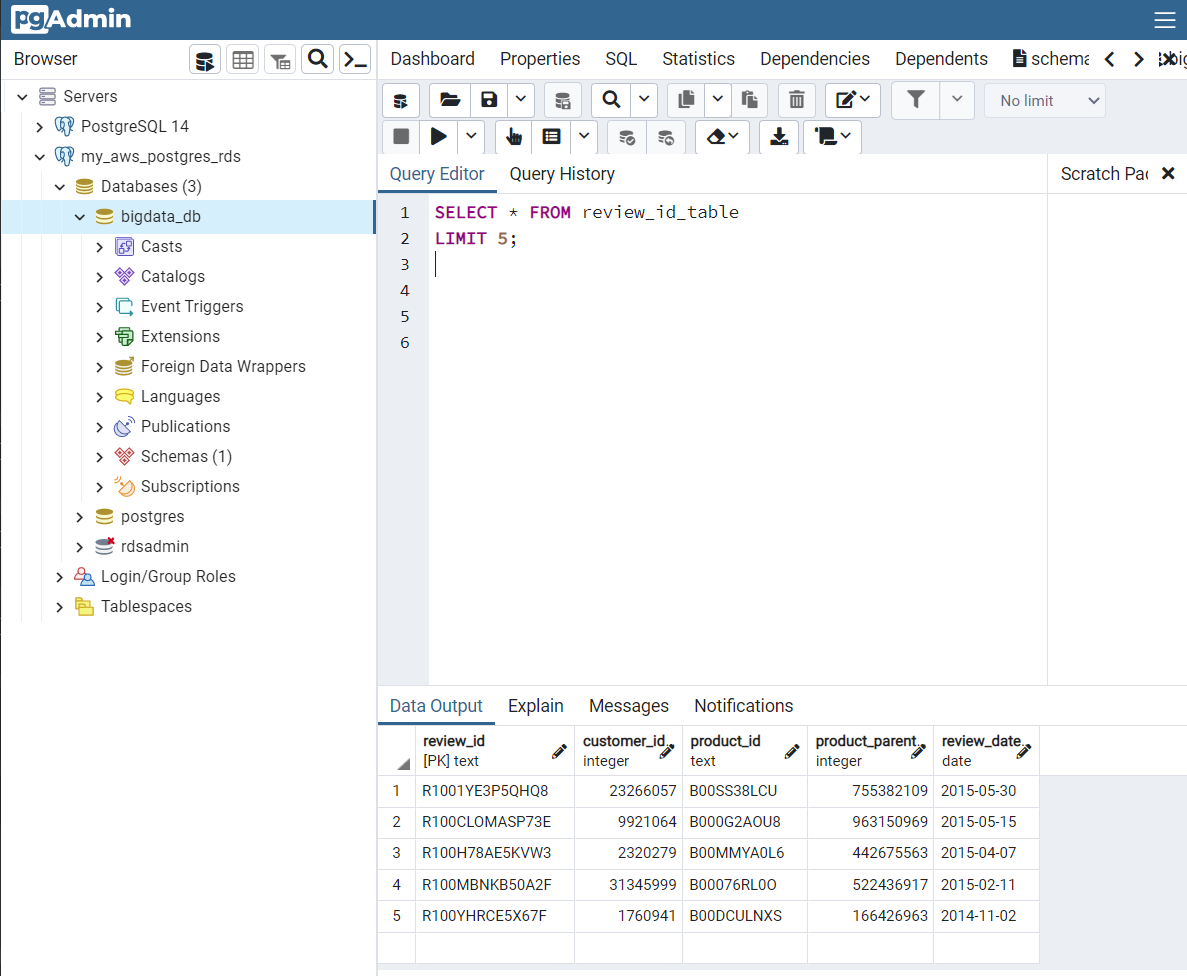 pgAdmin
Browser
Dashboard Properties SQL Statistics Dependencies Dependents schema
Servers
PostgreSQL 14
my_aws_postgres_rds
Databases (3)
bigdata_db
Casts
Catalogs
Event Triggers
Extensions
Foreign Data Wrappers
Languages
Publications
Schemas (1)
Subscriptions
postgres
rdsadmin
Login/Group Roles
Tablespaces
No limit
Query Editor Query History Scratch Pad
1 SELECT * FROM review_id_table
2 LIMIT 5;
3
4
5
6
Data Output Explain Messages Notifications
review_id customer_id product_id product_parent review_date
[PK] text integer text integer date
1 R1001YE3P5QHQ8 23266057 B00SS38LCU 755382109 2015-05-30
2 R100CLOMASP73E 9921064 B000G2AOU8 963150969 2015-05-15
3 R100H78AE5KVW3 2320279 B00MMYA0L6 442675563 2015-04-07
4 R100MBNKB50A2F 31345999 B00076RL0O 522436917 2015-02-11
5 R100YHRCE5X67F 1760941 B00DCULNXS 166426963 2014-11-02